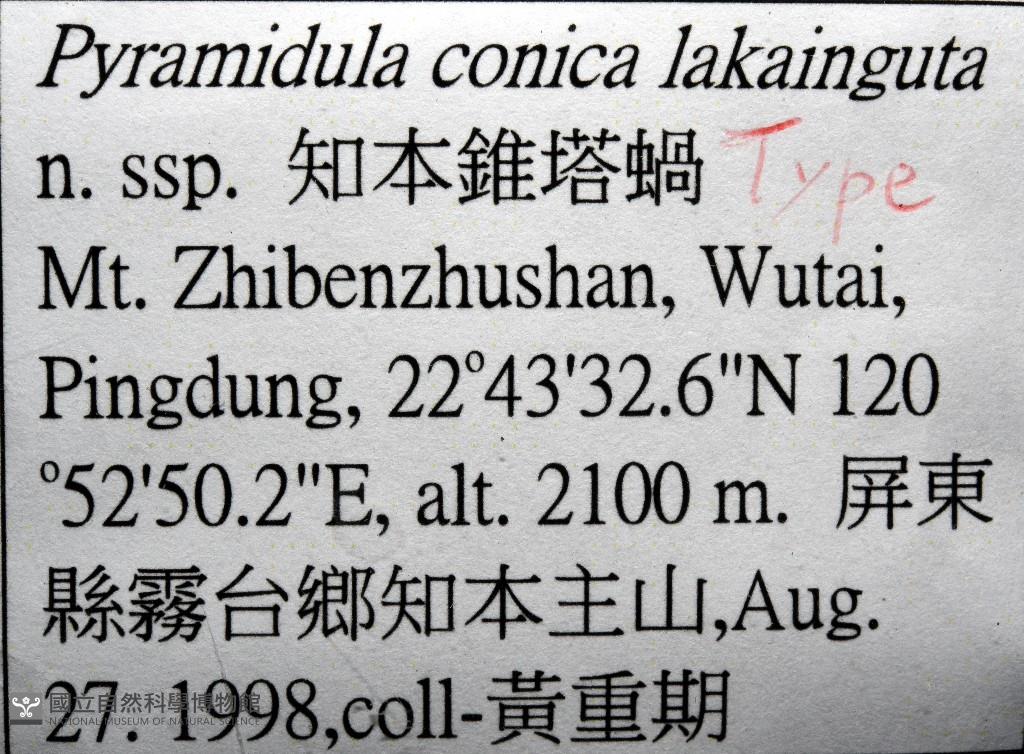 Pyramidula conica lakainguta
n. ssp. 知本錐塔蝸 Type
Mt. Zhibenzhushan, Wutai,
Pingdung, 22°43'32.6"N 120
°52'50.2"E, alt. 2100 m. 屏東
縣霧台鄉知本主山,Aug.
27. 1998,coll-黃重期
國立自然科學博物館
NATIONAL MUSEUM OF NATURAL SCIENCE